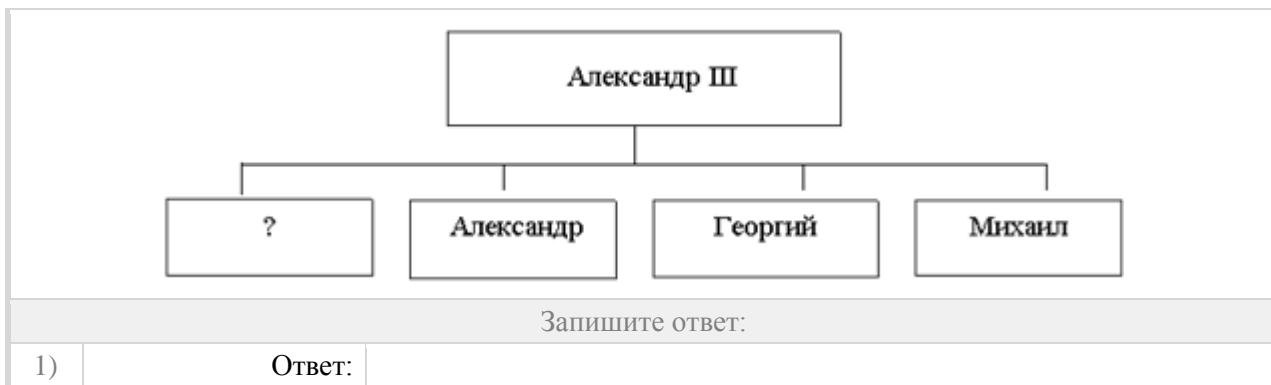 Александр III
?
Александр
Георгий
Михаил
Запишите ответ:
1) Ответ: